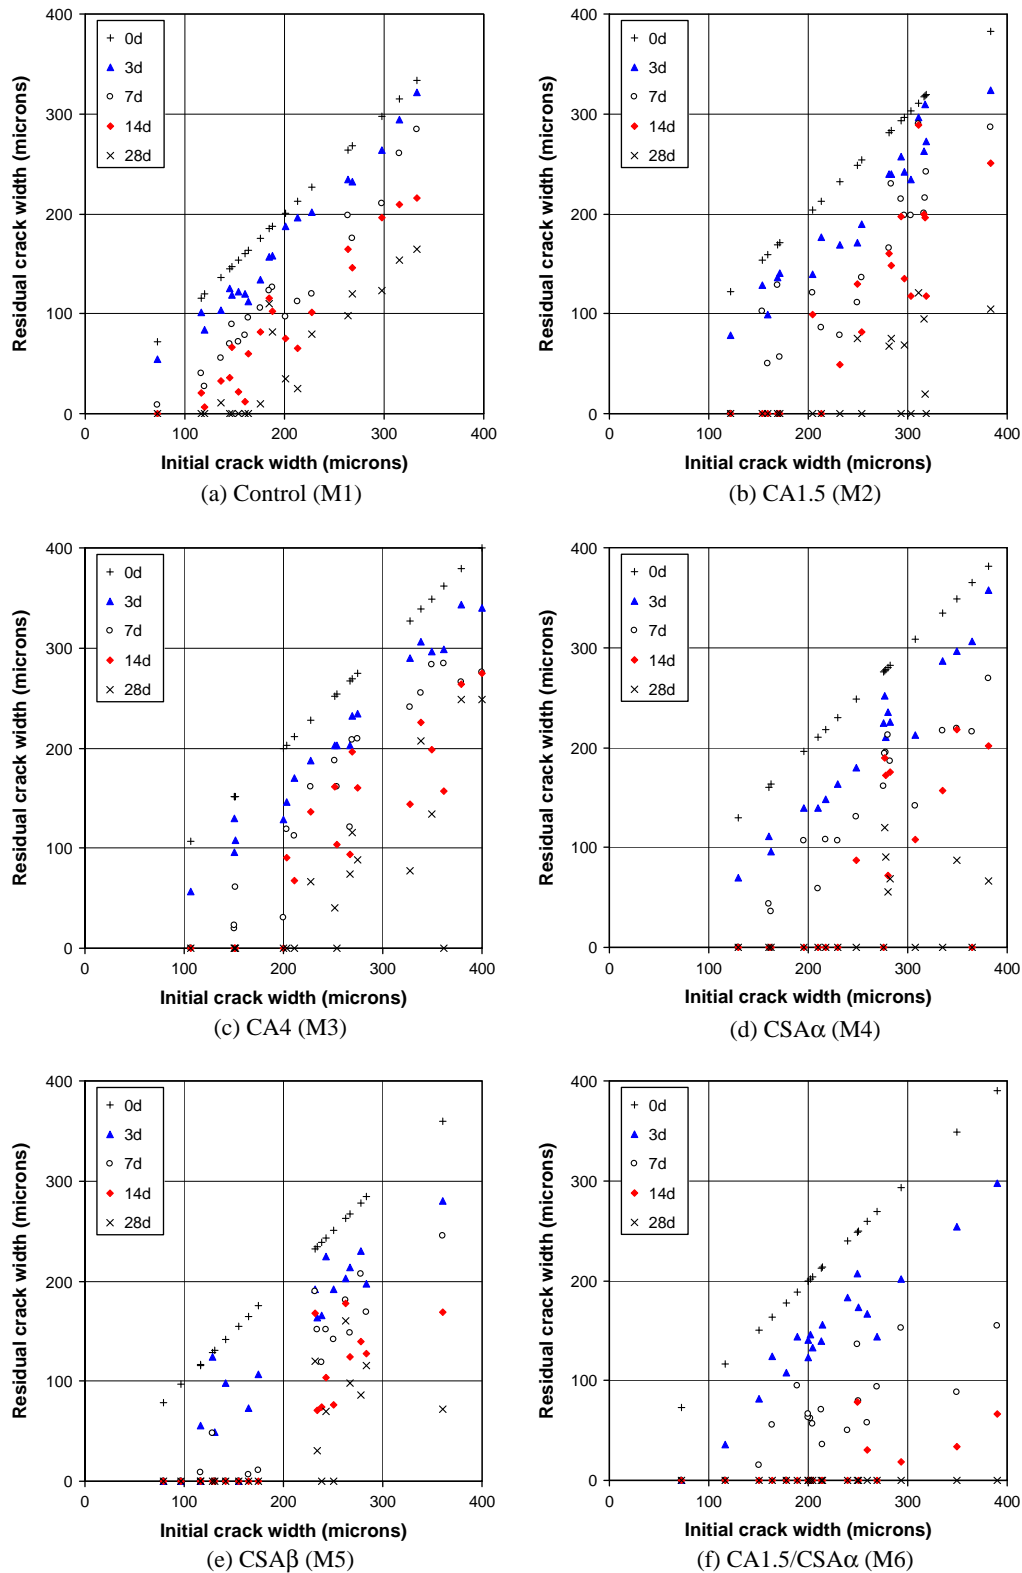 400
300
200
100
0
Residual crack width (microns)
0d
3d
7d
14d
28d
0 100 200 300 400
Initial crack width (microns)
(a) Control (M1)
400
300
200
100
0
Residual crack width (microns)
0d
3d
7d
14d
28d
0 100 200 300 400
Initial crack width (microns)
(b) CA1.5 (M2)
400
300
200
100
0
Residual crack width (microns)
0d
3d
7d
14d
28d
0 100 200 300 400
Initial crack width (microns)
(c) CA4 (M3)
400
300
200
100
0
Residual crack width (microns)
0d
3d
7d
14d
28d
0 100 200 300 400
Initial crack width (microns)
(d) CSAα (M4)
400
300
200
100
0
Residual crack width (microns)
0d
3d
7d
14d
28d
0 100 200 300 400
Initial crack width (microns)
(e) CSAβ (M5)
400
300
200
100
0
Residual crack width (microns)
0d
3d
7d
14d
28d
0 100 200 300 400
Initial crack width (microns)
(f) CA1.5/CSAα (M6)